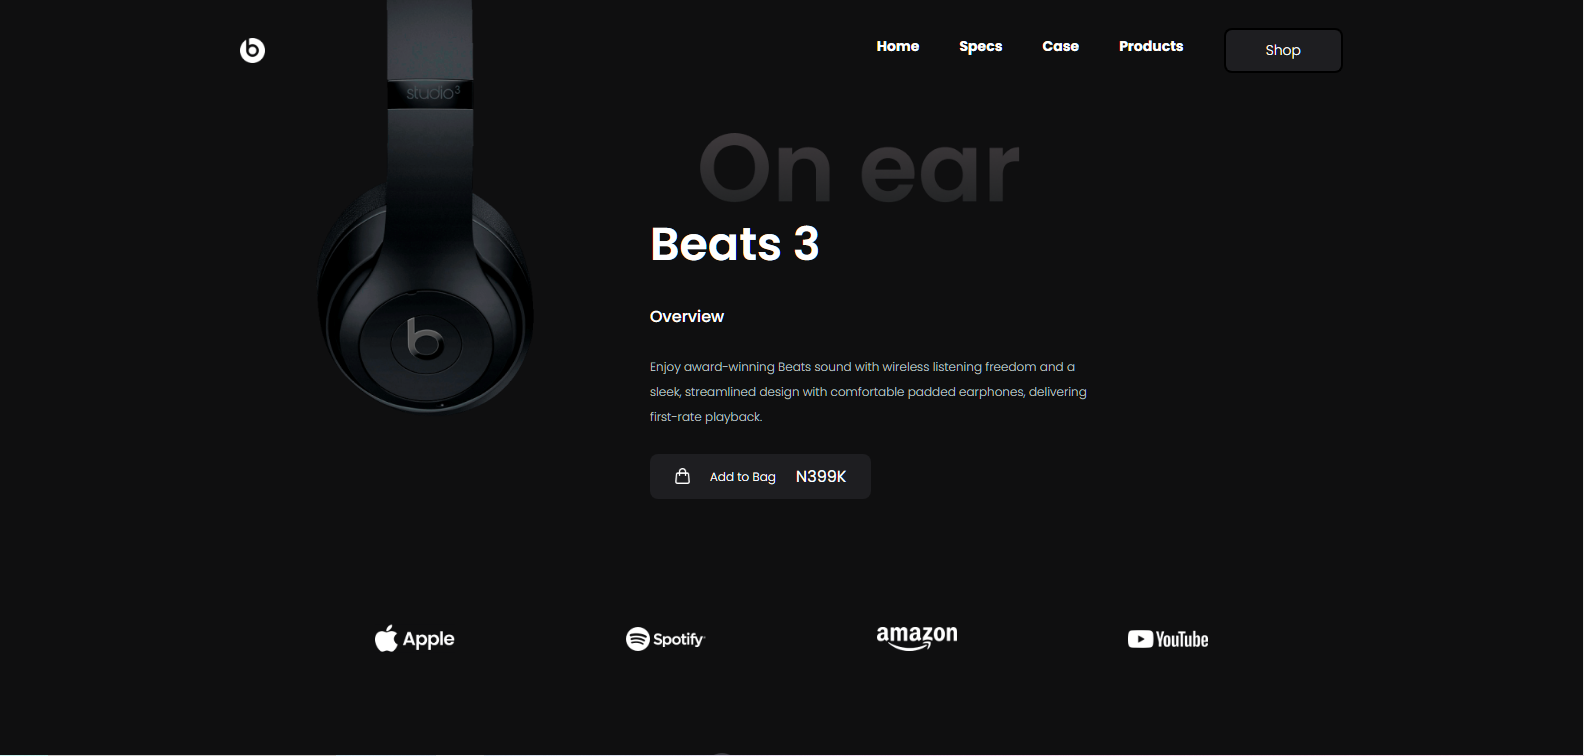 Home Specs Case Products Shop
studio3
On ear
Beats 3
Overview
Enjoy award-winning Beats sound with wireless listening freedom and a
sleek, streamlined design with comfortable padded earphones, delivering
first-rate playback.
Add to Bag N399K
Apple Spotify amazon YouTube